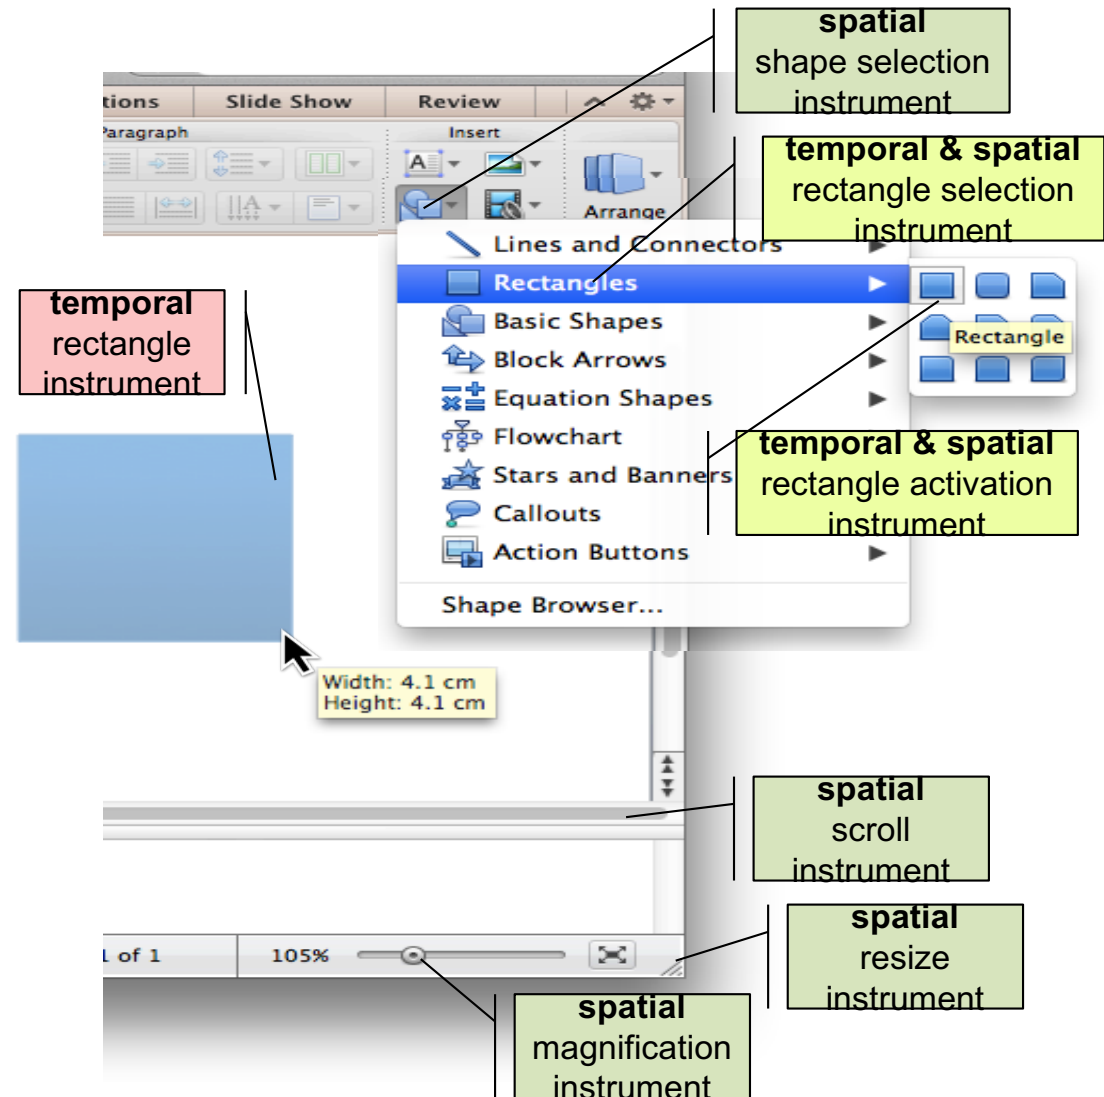 spatial
shape selection
instrument
tions Slide Show Review
Paragraph Insert
temporal & spatial
rectangle selection
instrument
Arrange
Lines and Connectors
Rectangles
Basic Shapes
Rectangle
Block Arrows
Equation Shapes
Flowchart
Stars and Banners
Callouts
Action Buttons
Shape Browser...
temporal
rectangle
instrument
temporal & spatial
rectangle activation
instrument
Width: 4.1 cm
Height: 4.1 cm
spatial
scroll
instrument
1 of 1 105%
spatial
resize
instrument
spatial
magnification
instrument